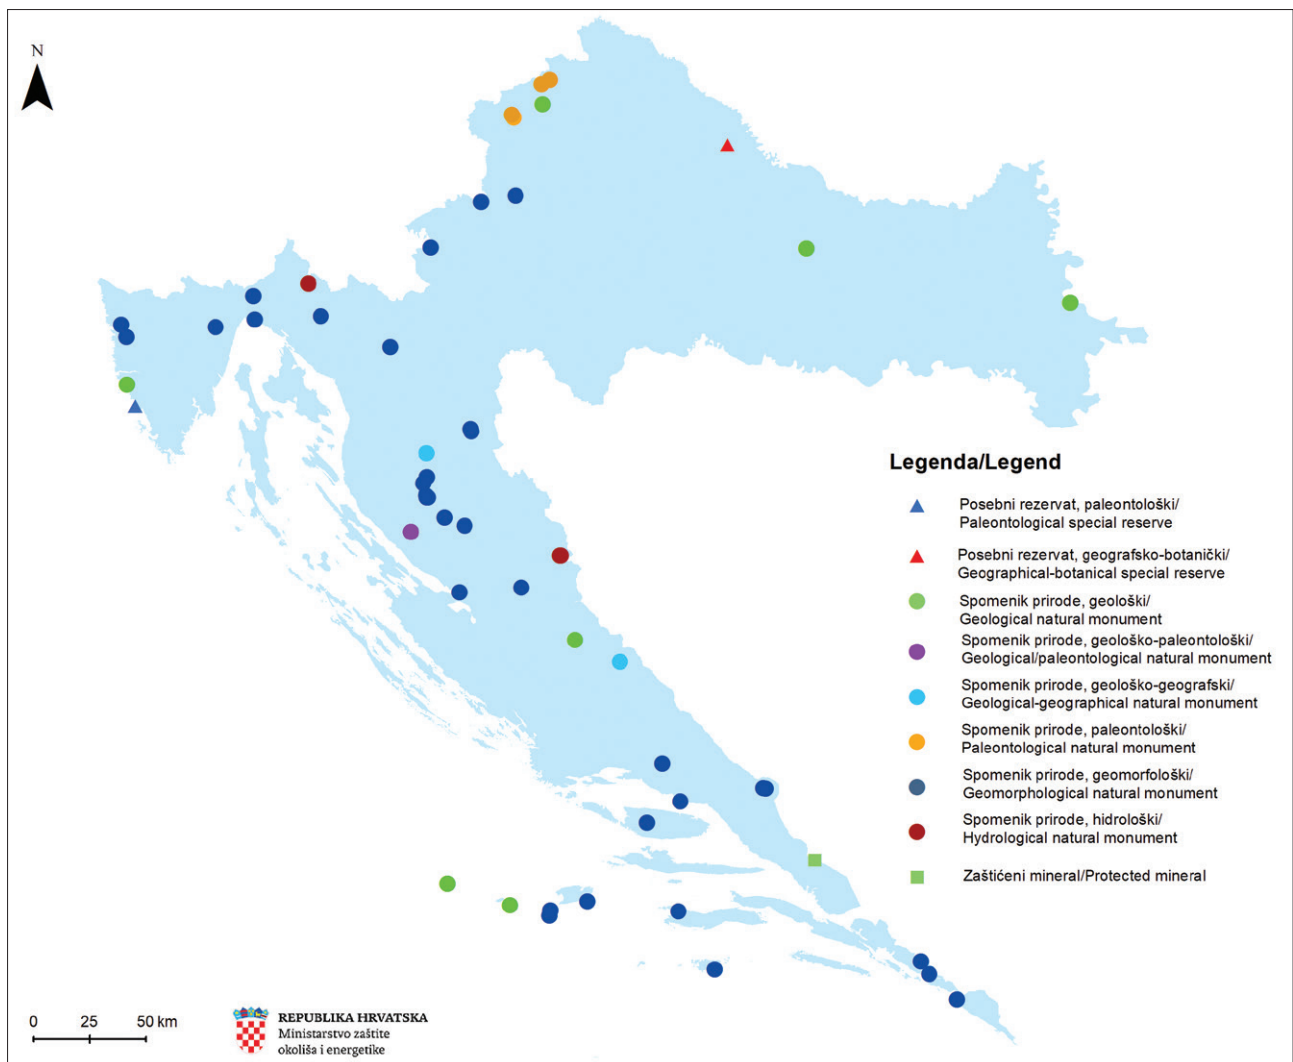 N
Legenda/Legend
Posebni rezervat, paleontološki/
Paleontological special reserve
Posebni rezervat, geografsko-botanički/
Geographical-botanical special reserve
Spomenik prirode, geološki/
Geological natural monument
Spomenik prirode, geološko-paleontološki/
Geological/paleontological natural monument
Spomenik prirode, geološko-geografski/
Geological-geographical natural monument
Spomenik prirode, paleontološki/
Paleontological natural monument
Spomenik prirode, geomorfološki/
Geomorphological natural monument
Spomenik prirode, hidrološki/
Hydrological natural monument
Zaštićeni mineral/Protected mineral
0 25 50 km
REPUBLIKA HRVATSKA
Ministarstvo zaštite
okoliša i energetike